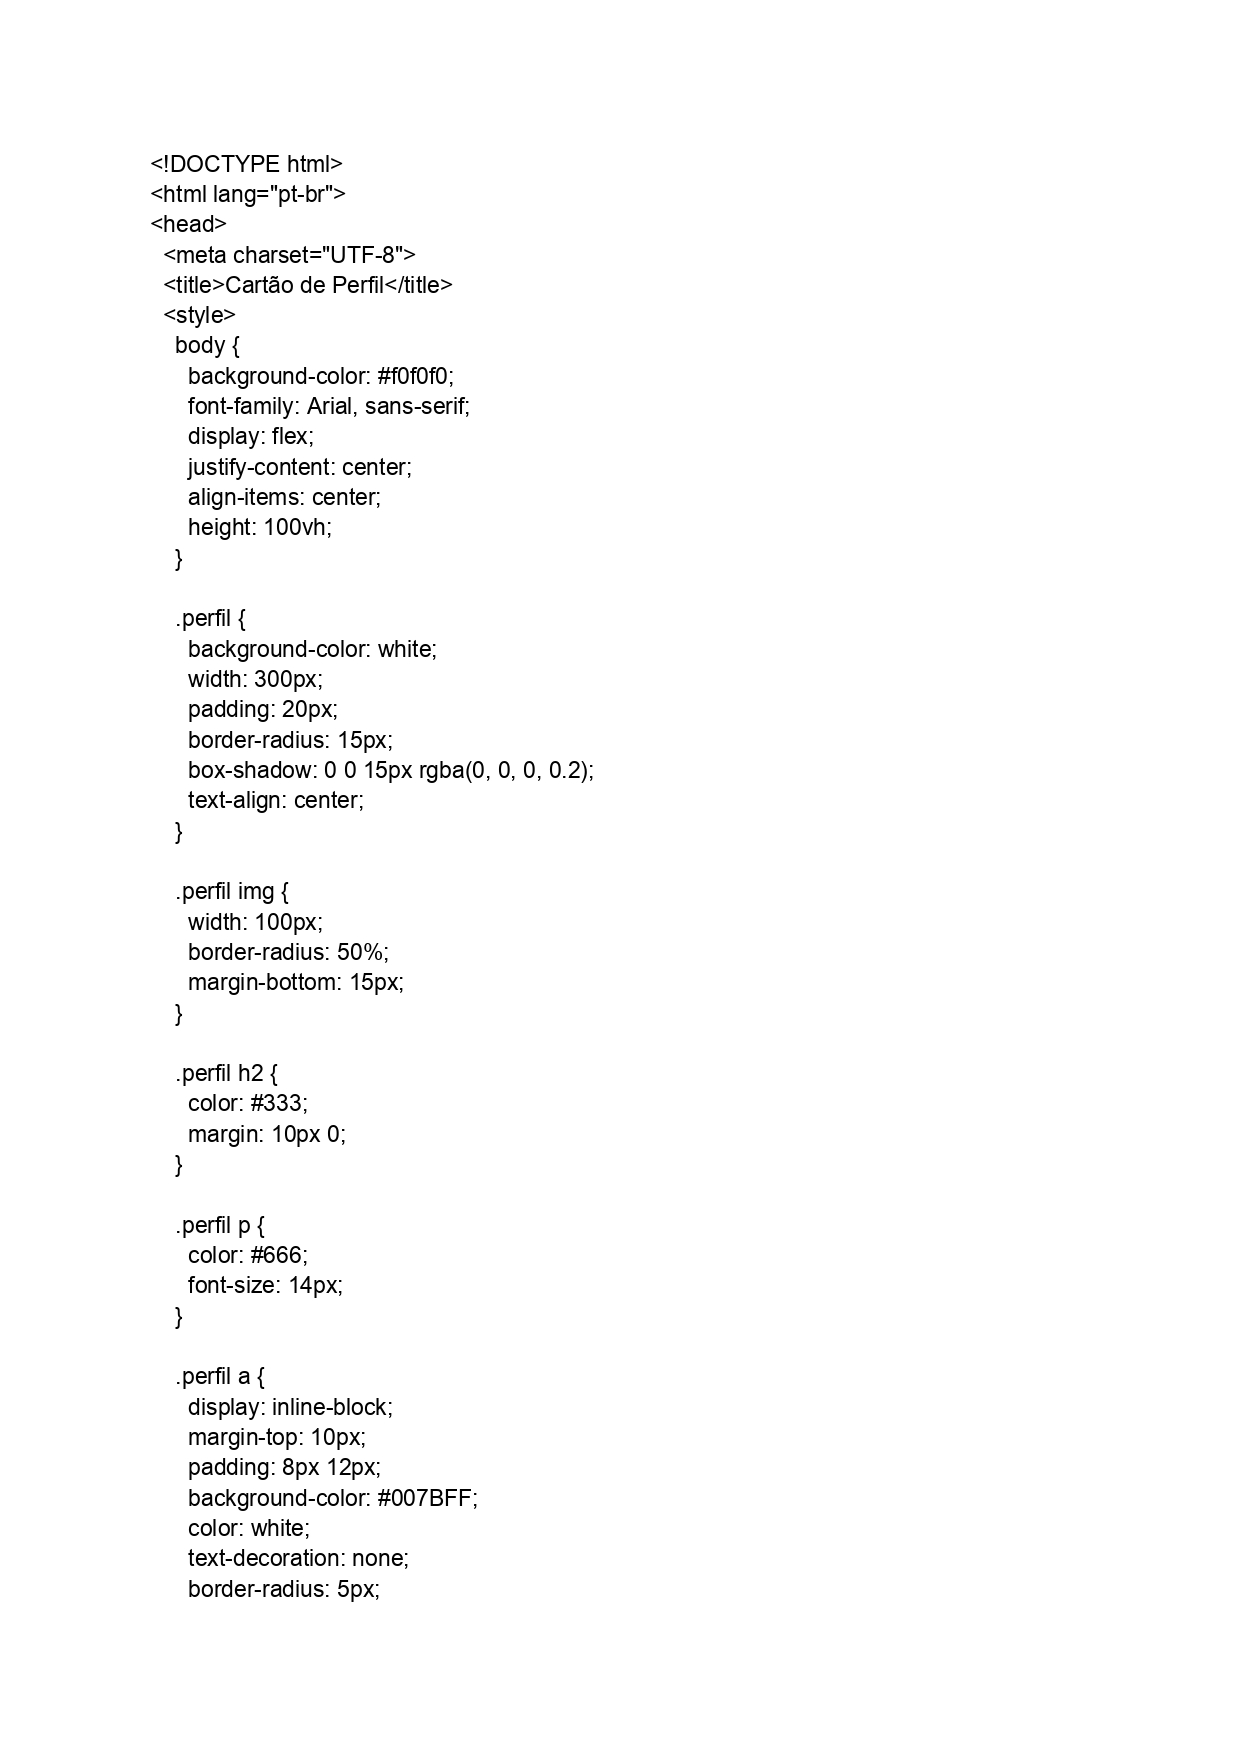 <!DOCTYPE html>
<html lang="pt-br">
<head>
  <meta charset="UTF-8">
  <title>Cartão de Perfil</title>
  <style>
    body {
      background-color: #f0f0f0;
      font-family: Arial, sans-serif;
      display: flex;
      justify-content: center;
      align-items: center;
      height: 100vh;
    }

    .perfil {
      background-color: white;
      width: 300px;
      padding: 20px;
      border-radius: 15px;
      box-shadow: 0 0 15px rgba(0, 0, 0, 0.2);
      text-align: center;
    }

    .perfil img {
      width: 100px;
      border-radius: 50%;
      margin-bottom: 15px;
    }

    .perfil h2 {
      color: #333;
      margin: 10px 0;
    }

    .perfil p {
      color: #666;
      font-size: 14px;
    }

    .perfil a {
      display: inline-block;
      margin-top: 10px;
      padding: 8px 12px;
      background-color: #007BFF;
      color: white;
      text-decoration: none;
      border-radius: 5px;